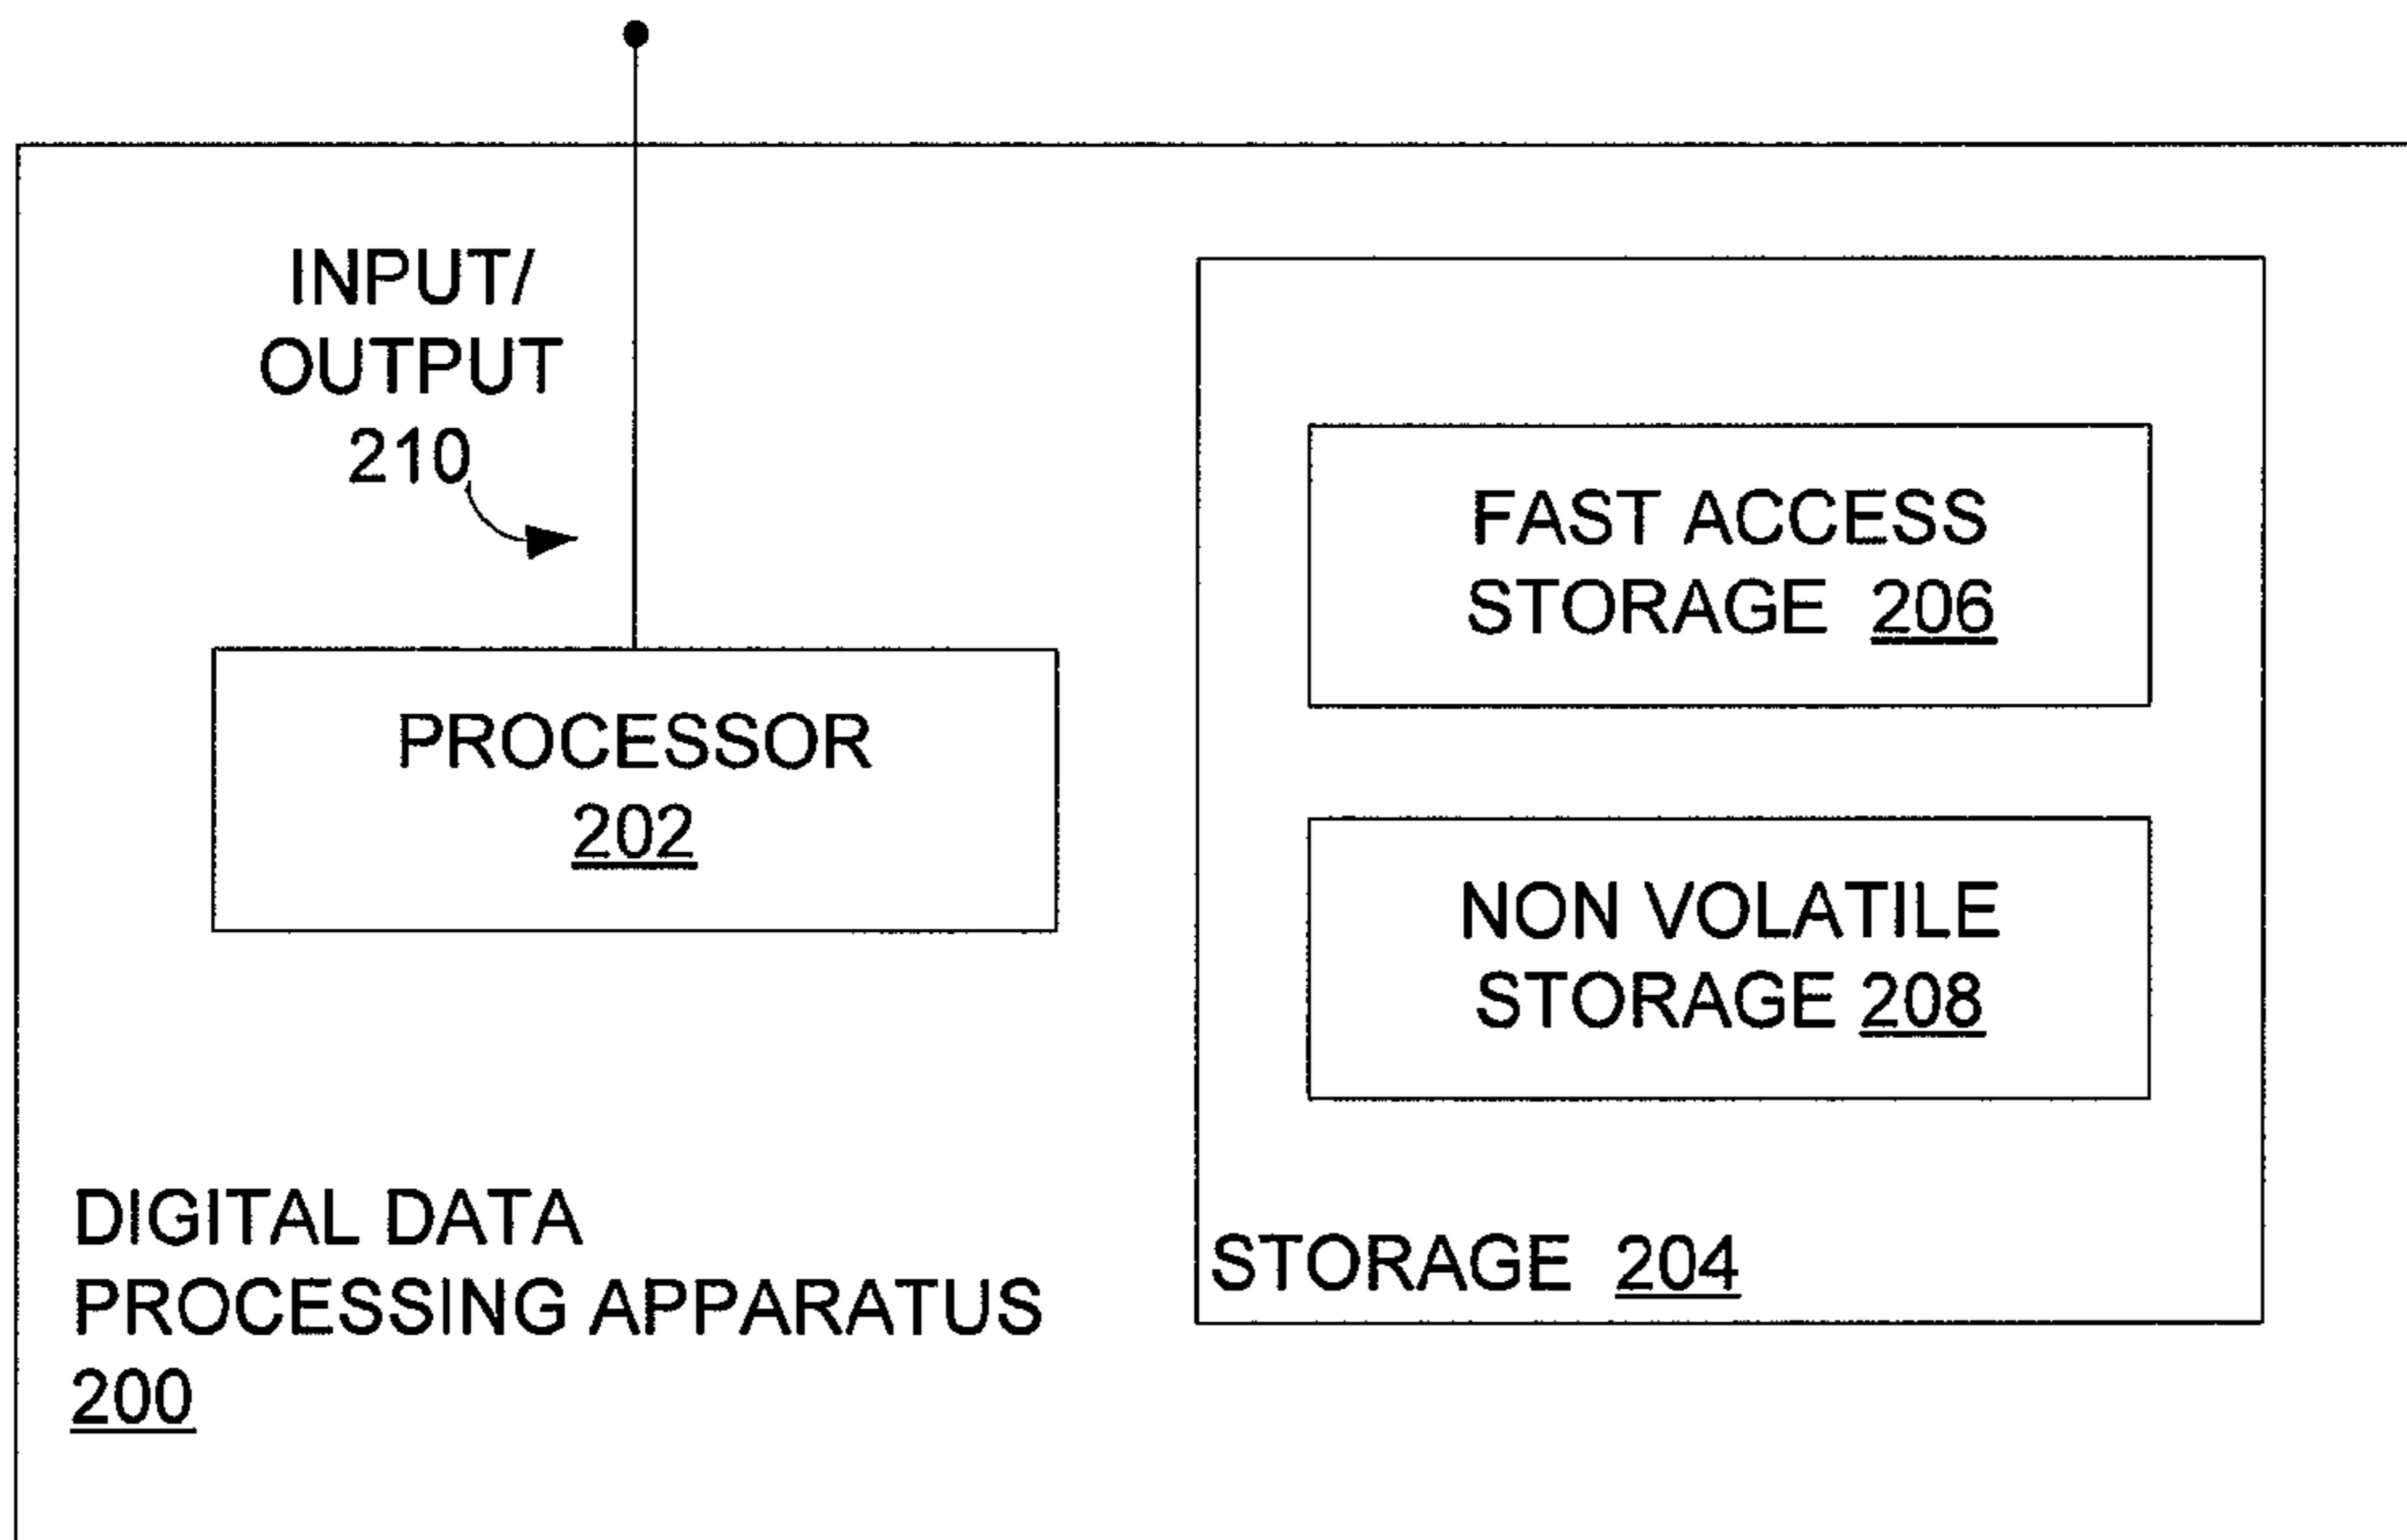 INPUT/
OUTPUT
210
PROCESSOR
202
FAST ACCESS
STORAGE 206
NON VOLATILE
STORAGE 208
STORAGE 204
DIGITAL DATA
PROCESSING APPARATUS
200